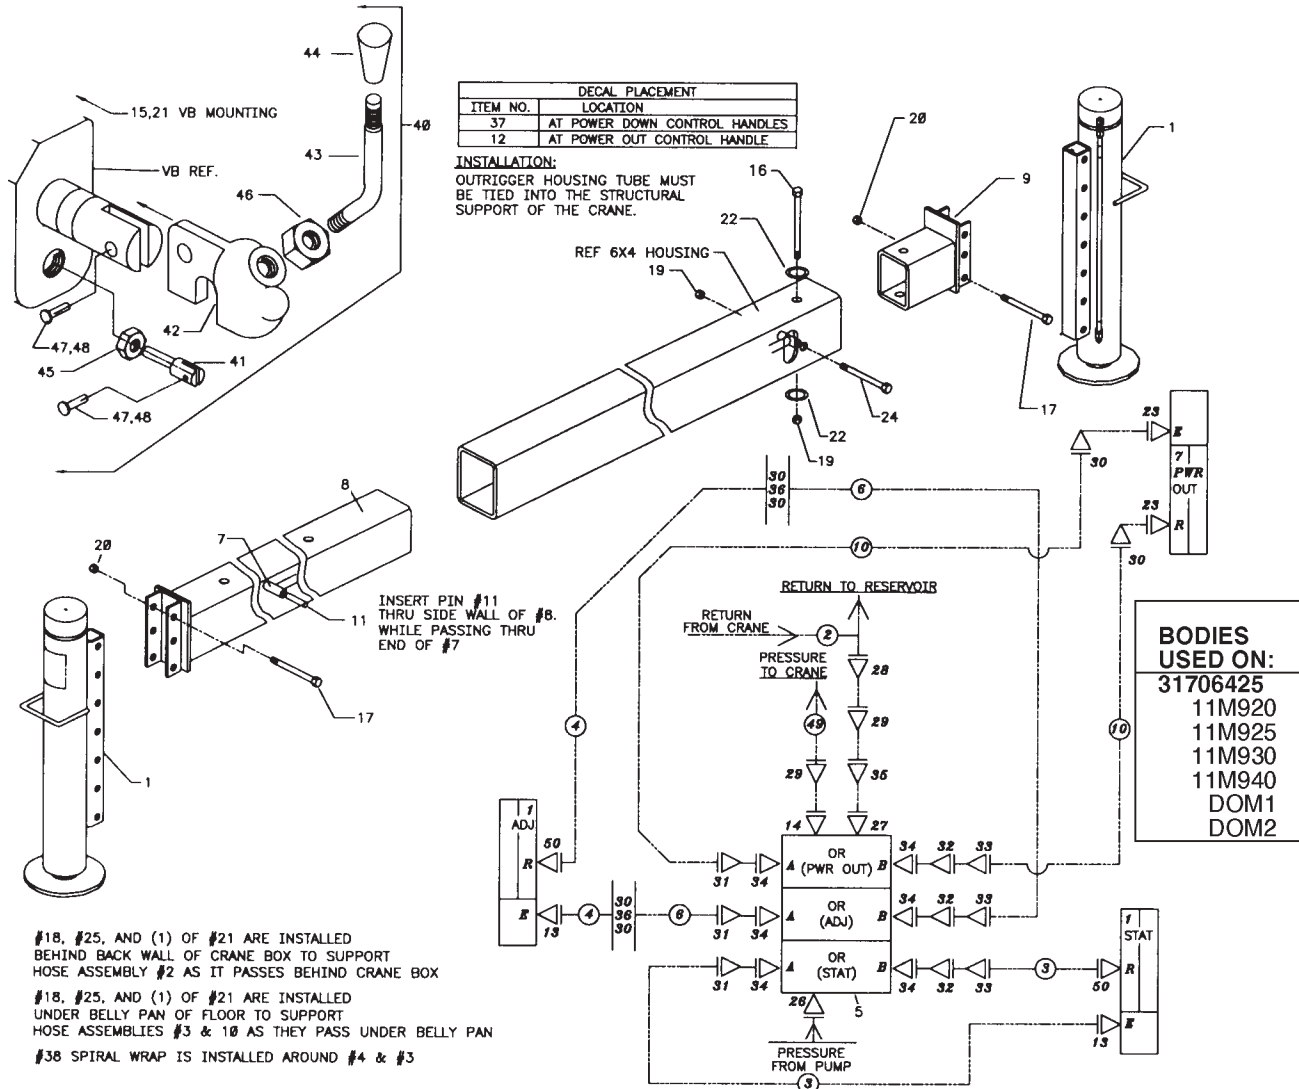 44
15,21 VB MOUNTING
40
43
VB REF.
46
42
47,48
45
41
47,48
DECAL PLACEMENT
ITEM NO. LOCATION
37 AT POWER DOWN CONTROL HANDLES
12 AT POWER OUT CONTROL HANDLE
INSTALLATION:
OUTRIGGER HOUSING TUBE MUST
BE TIED INTO THE STRUCTURAL
SUPPORT OF THE CRANE.
16
22
REF 6X4 HOUSING
19
24
22
19
20
9
1
17
8
7
20
11
INSERT PIN #11
THRU SIDE WALL OF #8.
WHILE PASSING THRU
END OF #7
17
1
30
36
30
6
10
23
E
30
7
PWR
OUT
23
R
30
RETURN TO RESERVOIR
RETURN
FROM CRANE
2
PRESSURE
TO CRANE
28
49
29
29
35
14
27
4
10
BODIES
USED ON:
31706425
11M920
11M925
11M930
11M940
DOM1
DOM2
1
ADJ
50
R
E
13
4
30
36
30
6
31
34
A
OR
(PWR OUT)
B
34
32
33
31
34
A
OR
(ADJ)
B
34
32
33
31
34
A
OR
(STAT)
B
34
32
33
3
50
1
STAT
R
13
E
26
5
PRESSURE
FROM PUMP
3
#18, #25, AND (1) OF #21 ARE INSTALLED
BEHIND BACK WALL OF CRANE BOX TO SUPPORT
HOSE ASSEMBLY #2 AS IT PASSES BEHIND CRANE BOX
#18, #25, AND (1) OF #21 ARE INSTALLED
UNDER BELLY PAN OF FLOOR TO SUPPORT
HOSE ASSEMBLIES #3 & 10 AS THEY PASS UNDER BELLY PAN
#38 SPIRAL WRAP IS INSTALLED AROUND #4 & #3